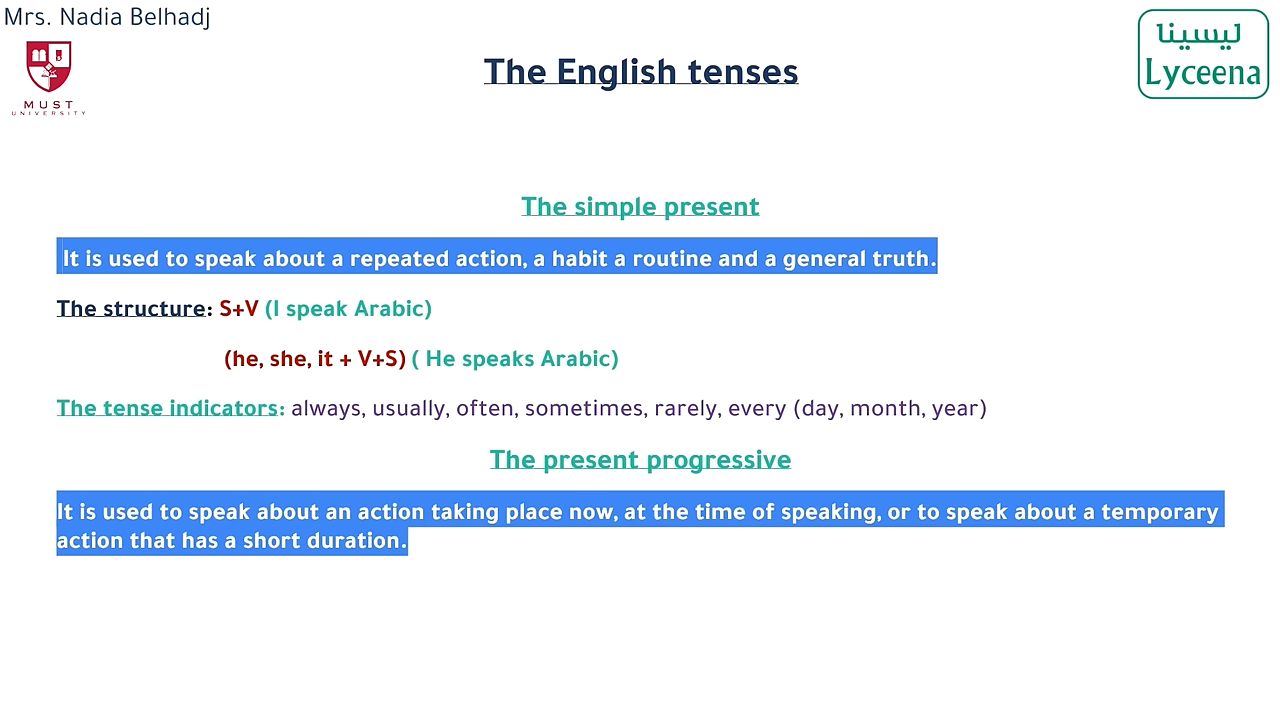 Mrs. Nadia Belhadj
MUST
UNIVERSITY
The English tenses
ليسينا
Lyceena
The simple present
It is used to speak about a repeated action, a habit a routine and a general truth.
The structure: S+V (I speak Arabic)
(he, she, it + V+S) ( He speaks Arabic)
The tense indicators: always, usually, often, sometimes, rarely, every (day, month, year)
The present progressive
It is used to speak about an action taking place now, at the time of speaking, or to speak about a temporary
action that has a short duration.